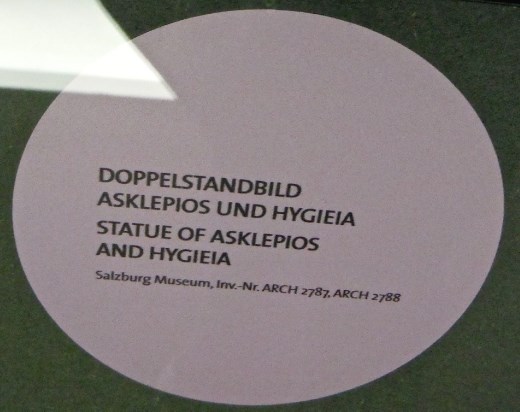 DOPPELSTANDBILD
ASKLEPIOS UND HYGIEIA
STATUE OF ASKLEPIOS
AND HYGIEIA
Salzburg Museum, Inv.-Nr. ARCH 2787, ARCH 2788